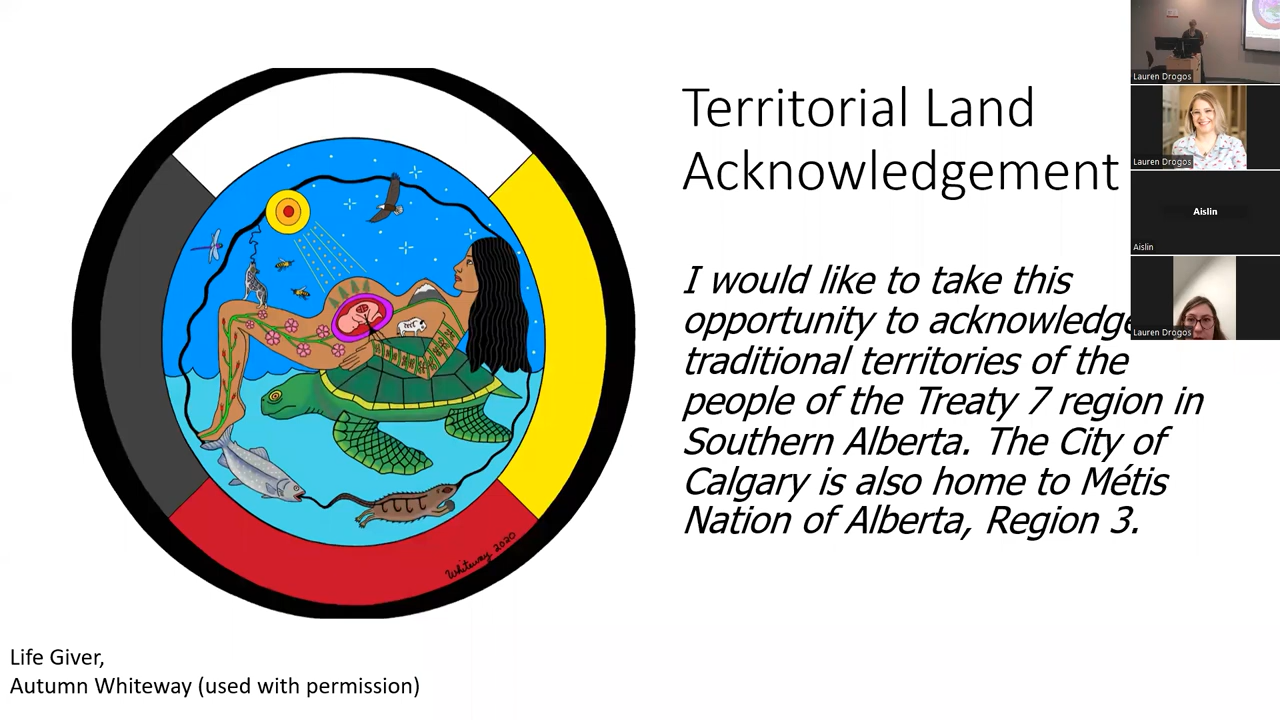 Territorial Land
Acknowledgement
I would like to take this
opportunity to acknowledge
traditional territories of the
people of the Treaty 7 region in
Southern Alberta. The City of
Calgary is also home to Métis
Nation of Alberta, Region 3.
Whiteway 2020
Life Giver,
Autumn Whiteway (used with permission)
Lauren Drogos
Lauren Drogos
Aislin
Aislin
Lauren Drogos